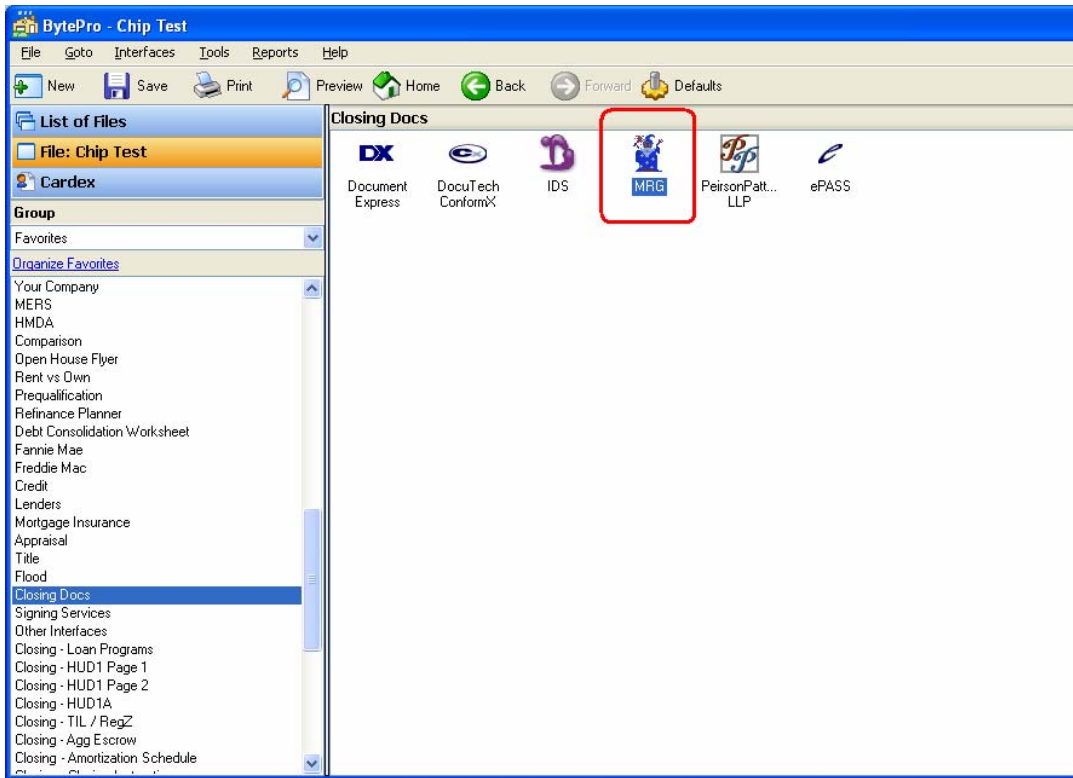 BytePro - Chip Test
File Goto Interfaces Tools Reports Help
New Save Print Preview Home Back Forward Defaults
List of Files
File: Chip Test
Cardex
Group
Favorites
Organize Favorites
Your Company
MERS
HMDA
Comparison
Open House Flyer
Rent vs Own
Prequalification
Refinance Planner
Debt Consolidation Worksheet
Fannie Mae
Freddie Mac
Credit
Lenders
Mortgage Insurance
Appraisal
Title
Flood
Closing Docs
Signing Services
Other Interfaces
Closing - Loan Programs
Closing - HUD1 Page 1
Closing - HUD1 Page 2
Closing - HUD1A
Closing - TIL / RegZ
Closing - Agg Escrow
Closing - Amortization Schedule
Closing Docs
DX
Document Express
DocuTech ConformX
IDS
MRG
PP
PeirsonPatt... LLP
e
ePASS